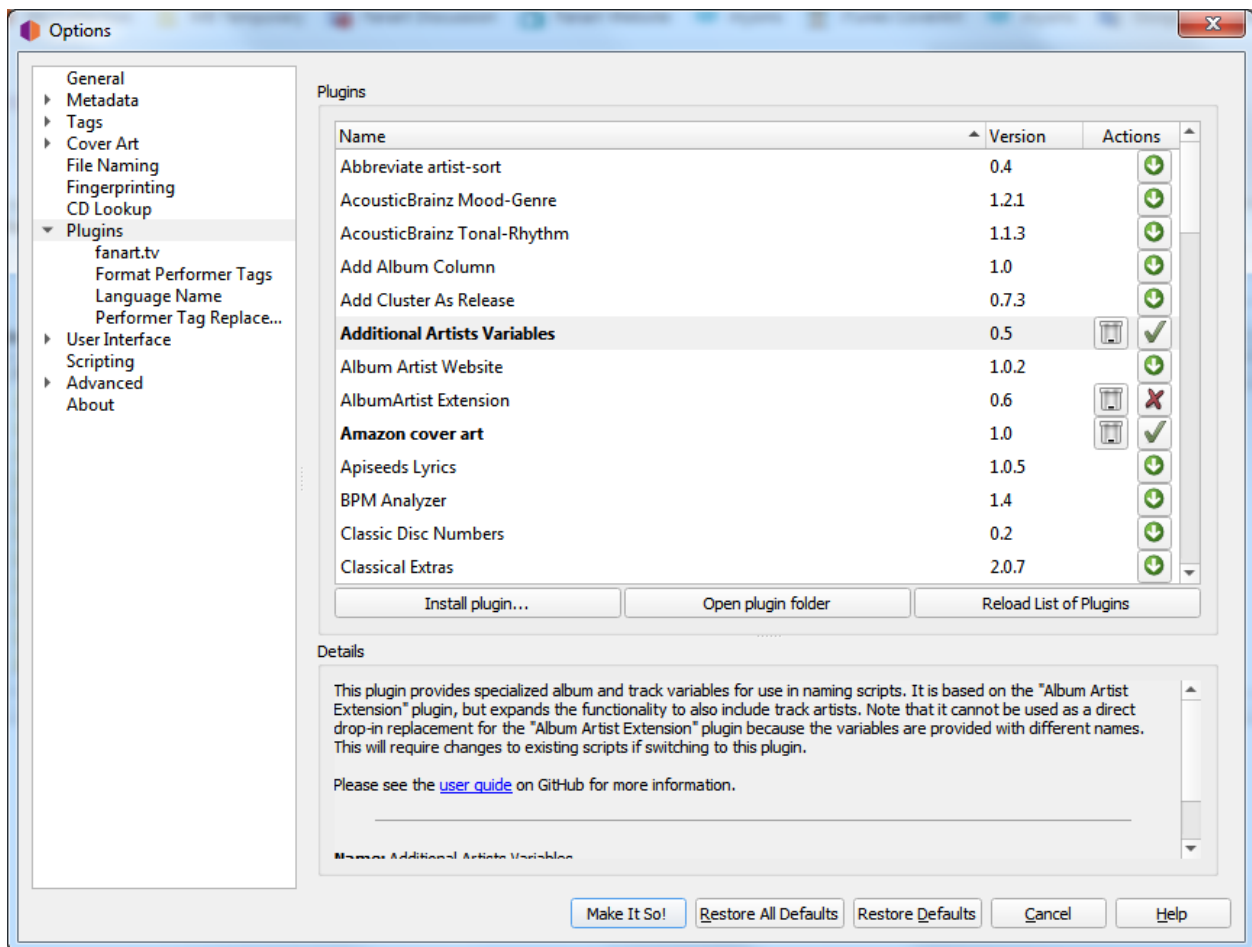 Options
General
Metadata
Tags
Cover Art
File Naming
Fingerprinting
CD Lookup
Plugins
fanart.tv
Format Performer Tags
Language Name
Performer Tag Replace...
User Interface
Scripting
Advanced
About
Plugins
Name Version Actions
Abbreviate artist-sort 0.4
AcousticBrainz Mood-Genre 1.2.1
AcousticBrainz Tonal-Rhythm 1.1.3
Add Album Column 1.0
Add Cluster As Release 0.7.3
Additional Artists Variables 0.5
Album Artist Website 1.0.2
AlbumArtist Extension 0.6
Amazon cover art 1.0
Apiseeds Lyrics 1.0.5
BPM Analyzer 1.4
Classic Disc Numbers 0.2
Classical Extras 2.0.7
Install plugin... Open plugin folder Reload List of Plugins
Details
This plugin provides specialized album and track variables for use in naming scripts. It is based on the "Album Artist
Extension" plugin, but expands the functionality to also include track artists. Note that it cannot be used as a direct
drop-in replacement for the "Album Artist Extension" plugin because the variables are provided with different names.
This will require changes to existing scripts if switching to this plugin.
Please see the user guide on GitHub for more information.
Name: Additional Artists Variables
Make It So! Restore All Defaults Restore Defaults Cancel Help